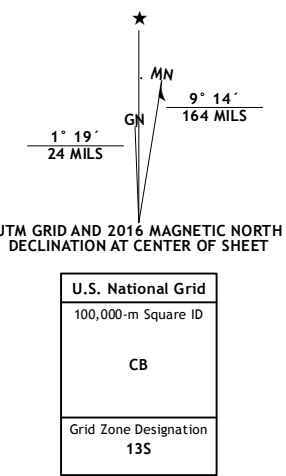 MN
GN
9° 14´
164 MILS
1° 19´
24 MILS
UTM GRID AND 2016 MAGNETIC NORTH
DECLINATION AT CENTER OF SHEET
U.S. National Grid
100,000-m Square ID
CB
Grid Zone Designation
13S